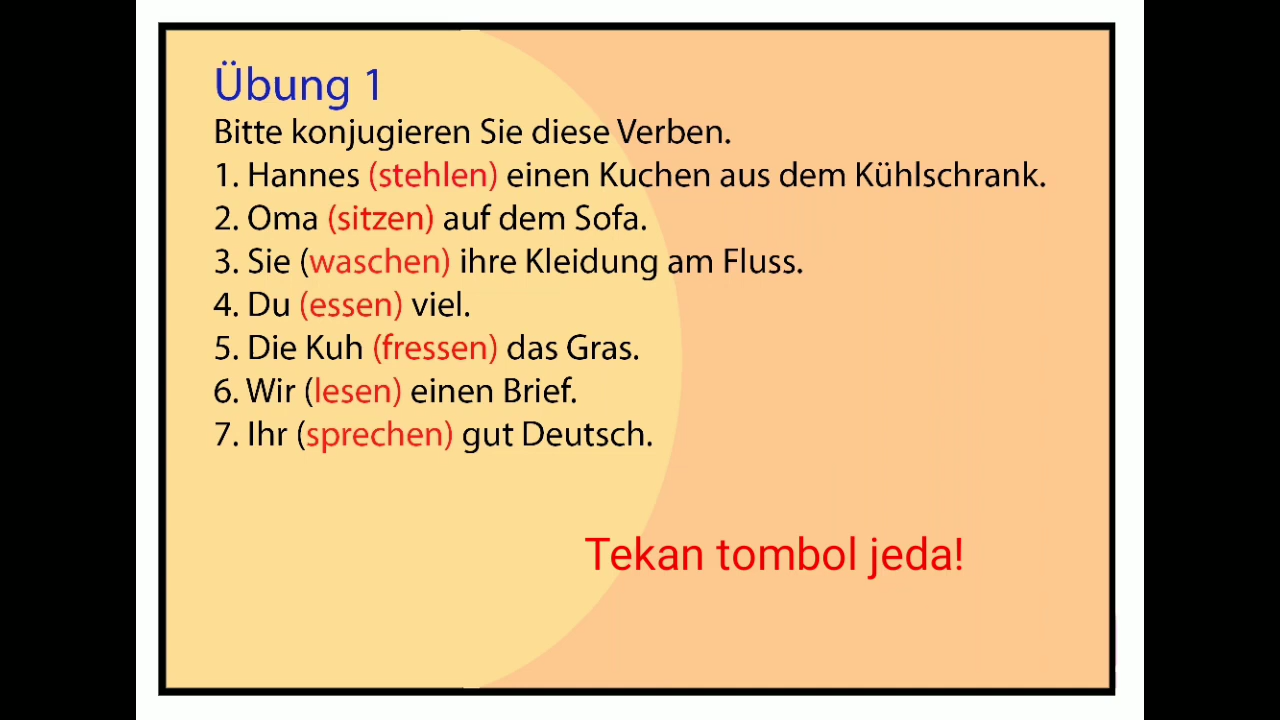 Übung 1
Bitte konjugieren Sie diese Verben.
1. Hannes (stehlen) einen Kuchen aus dem Kühlschrank.
2. Oma (sitzen) auf dem Sofa.
3. Sie (waschen) ihre Kleidung am Fluss.
4. Du (essen) viel.
5. Die Kuh (fressen) das Gras.
6. Wir (lesen) einen Brief.
7. Ihr (sprechen) gut Deutsch.
Tekan tombol jeda!